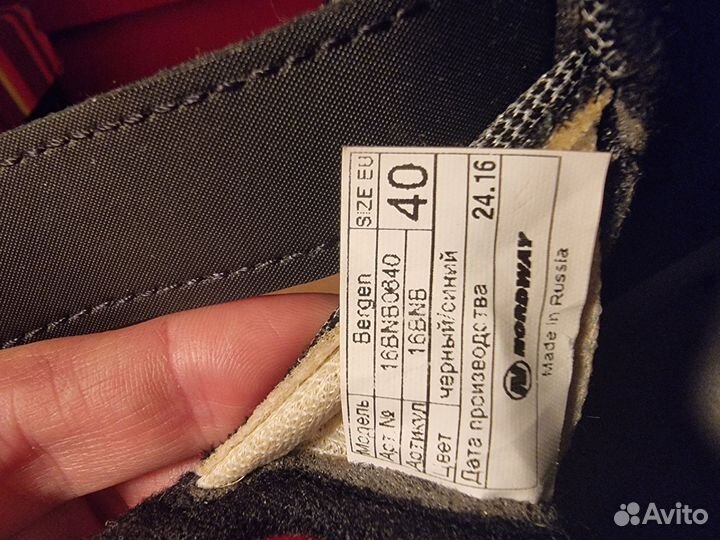 Модель Bergen SIZE EU
Арт № 16BNB0640 40
Артикул 16BNB
Цвет черный/синий
Дата производства 24.16
NORDWAY
Made in Russia
Avito